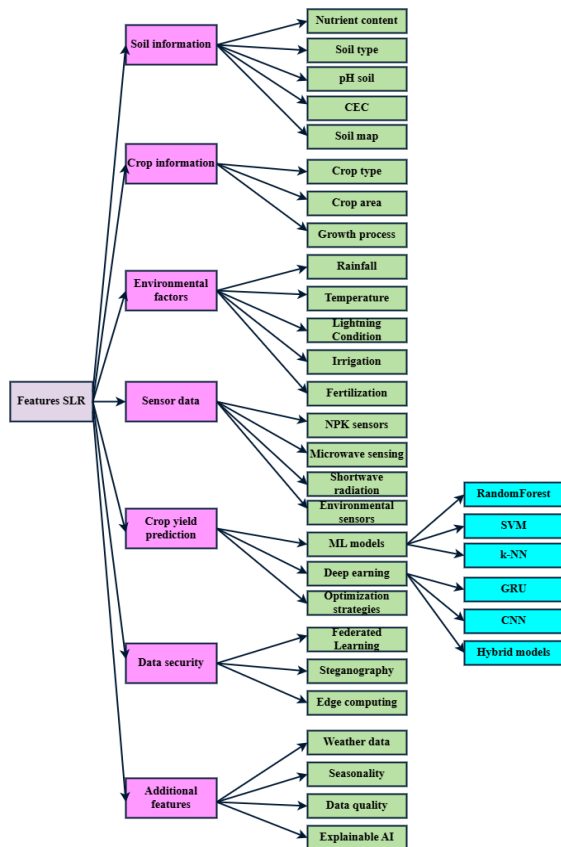 Features SLR
Soil information
Nutrient content
Soil type
pH soil
CEC
Soil map
Crop information
Crop type
Crop area
Growth process
Environmental
factors
Rainfall
Temperature
Lightning
Condition
Irrigation
Fertilization
Sensor data
NPK sensors
Microwave sensing
Shortwave
radiation
Environmental
sensors
Crop yield
prediction
ML models
RandomForest
SVM
k-NN
Deep earning
GRU
CNN
Hybrid models
Optimization
strategies
Data security
Federated
Learning
Steganography
Edge computing
Additional
features
Weather data
Seasonality
Data quality
Explainable AI